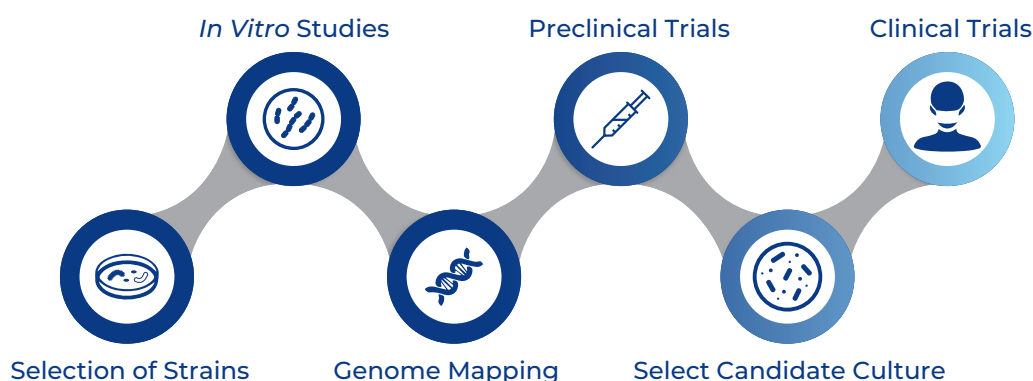 In Vitro Studies
Preclinical Trials
Clinical Trials
Selection of Strains
Genome Mapping
Select Candidate Culture